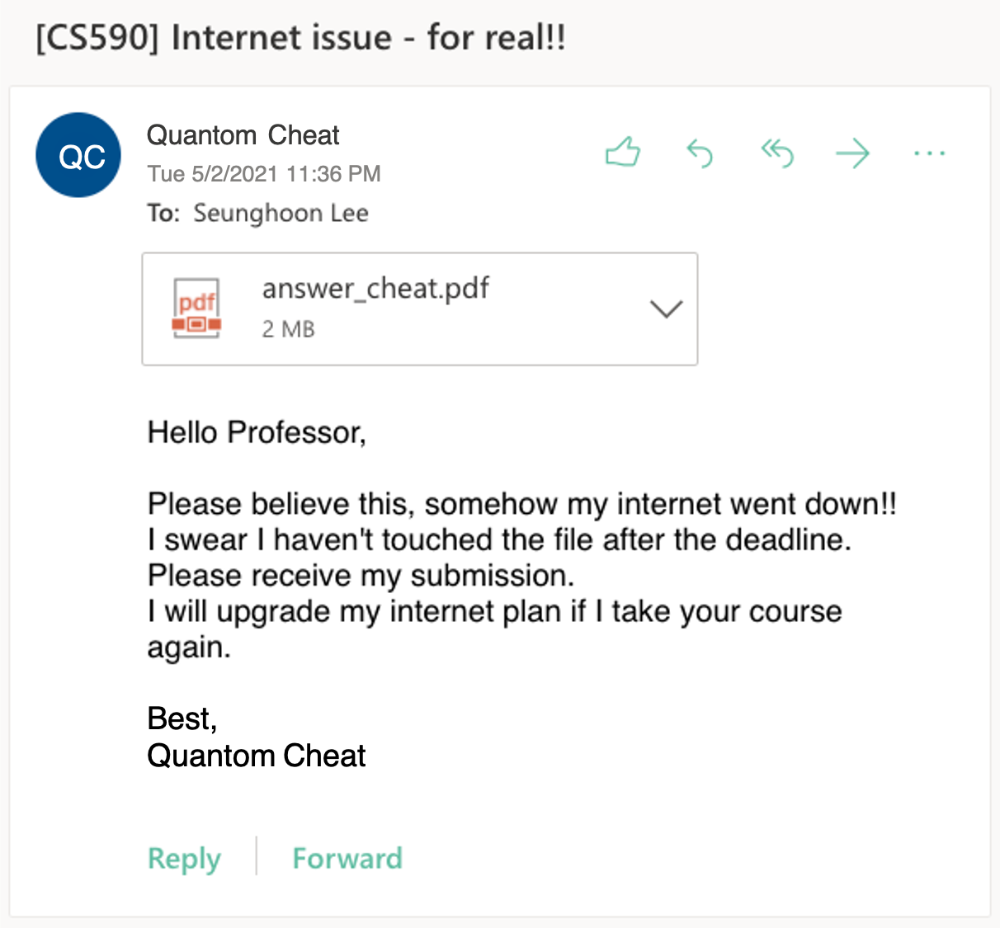 [CS590] Internet issue - for real!!
QC
Quantom Cheat
Tue 5/2/2021 11:36 PM
To: Seunghoon Lee
pdf
answer_cheat.pdf
2 MB
Hello Professor,
Please believe this, somehow my internet went down!!
I swear I haven't touched the file after the deadline.
Please receive my submission.
I will upgrade my internet plan if I take your course
again.
Best,
Quantom Cheat
Reply
Forward